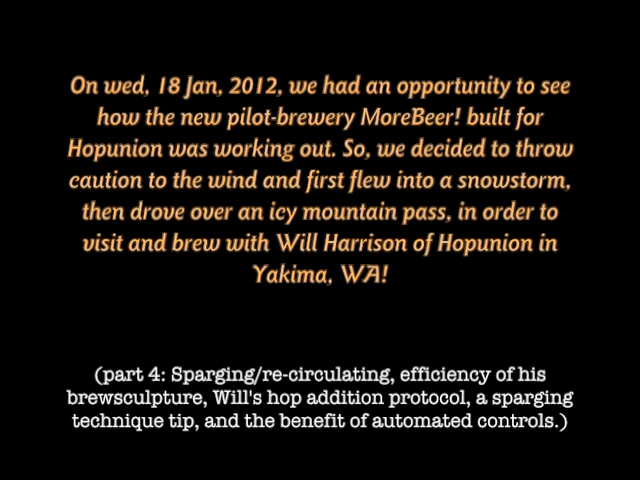 On wed, 18 Jan, 2012, we had an opportunity to see
how the new pilot-brewery MoreBeer! built for
Hopunion was working out. So, we decided to throw
caution to the wind and first flew into a snowstorm,
then drove over an icy mountain pass, in order to
visit and brew with Will Harrison of Hopunion in
Yakima, WA!
(part 4: Sparging/re-circulating, efficiency of his
brewsculpture, Will's hop addition protocol, a sparging
technique tip, and the benefit of automated controls.)